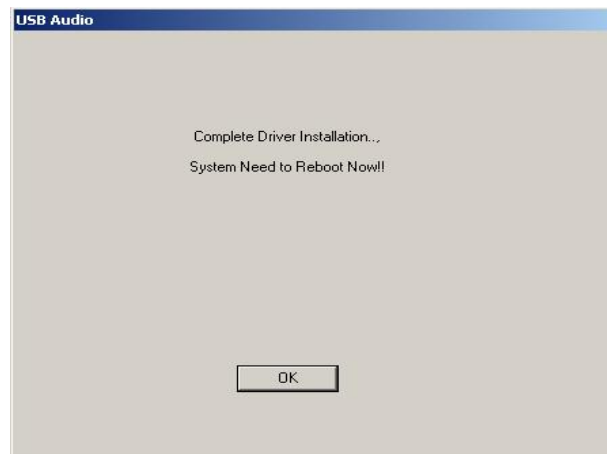 USB Audio
Complete Driver Installation..,
System Need to Reboot Now!!
OK